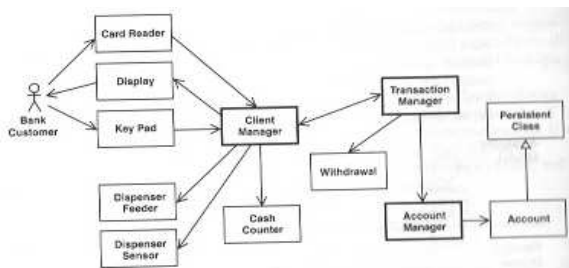 Card Reader
Display
Bank
Customer
Key Pad
Client
Manager
Transaction
Manager
Persistent
Class
Withdrawal
Dispenser
Feeder
Cash
Counter
Account
Manager
Account
Dispenser
Sensor